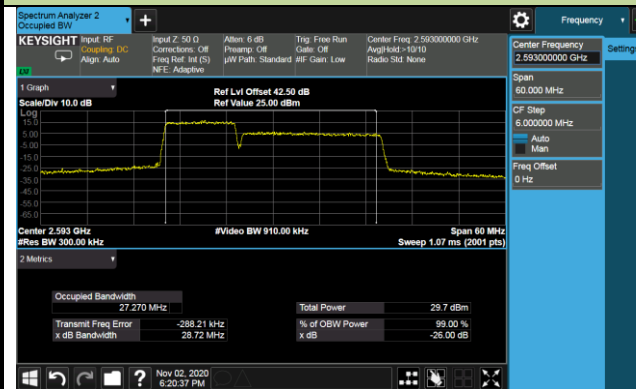 Spectrum Analyzer 2
Occupied BW
+
Frequency
KEYSIGHT
Input: RF
Coupling: DC
Align: Auto
Input Z: 50 Ω
Corrections: Off
Freq Ref: Int (S)
NFE: Adaptive
Atten: 6 dB
Preamp: Off
µW Path: Standard
Trig: Free Run
Gate: Off
#IF Gain: Low
Center Freq: 2.593000000 GHz
Avg|Hold:>10/10
Radio Std: None
Center Frequency
2.593000000 GHz
Settings
Span
60.000 MHz
CF Step
6.000000 MHz
Auto
Man
Freq Offset
0 Hz
1 Graph
Scale/Div 10.0 dB
Ref Lvl Offset 42.50 dB
Ref Value 25.00 dBm
Log
15.0
5.00
-5.00
-15.0
-25.0
-35.0
-45.0
-55.0
-65.0
Center 2.593 GHz
#Res BW 300.00 kHz
#Video BW 910.00 kHz
Span 60 MHz
Sweep 1.07 ms (2001 pts)
2 Metrics
Occupied Bandwidth
27.270 MHz
Total Power 29.7 dBm
Transmit Freq Error -288.21 kHz
% of OBW Power 99.00 %
x dB Bandwidth 28.72 MHz
x dB -26.00 dB
?
Nov 02, 2020
6:20:37 PM